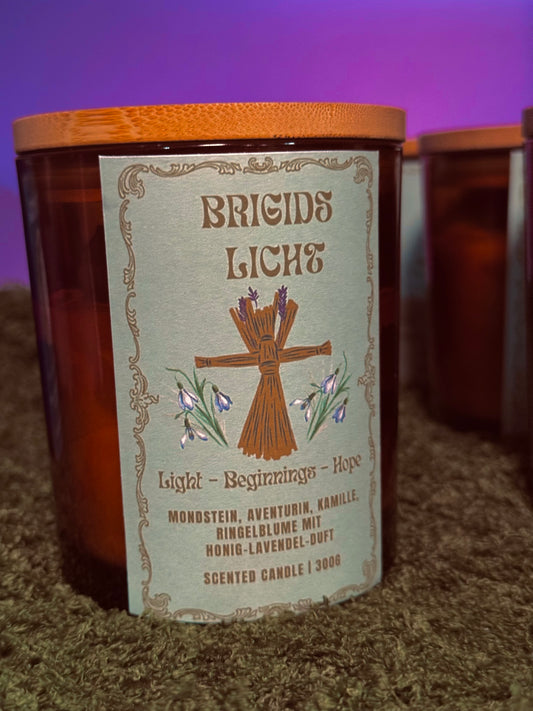 BRIGIDS
LICHT
Light - Beginnings - Hope
MONDSTEIN, AVENTURIN, KAMILLE,
RINGELBLUME MIT
HONIG-LAVENDEL-DUFT
SCENTED CANDLE | 300G